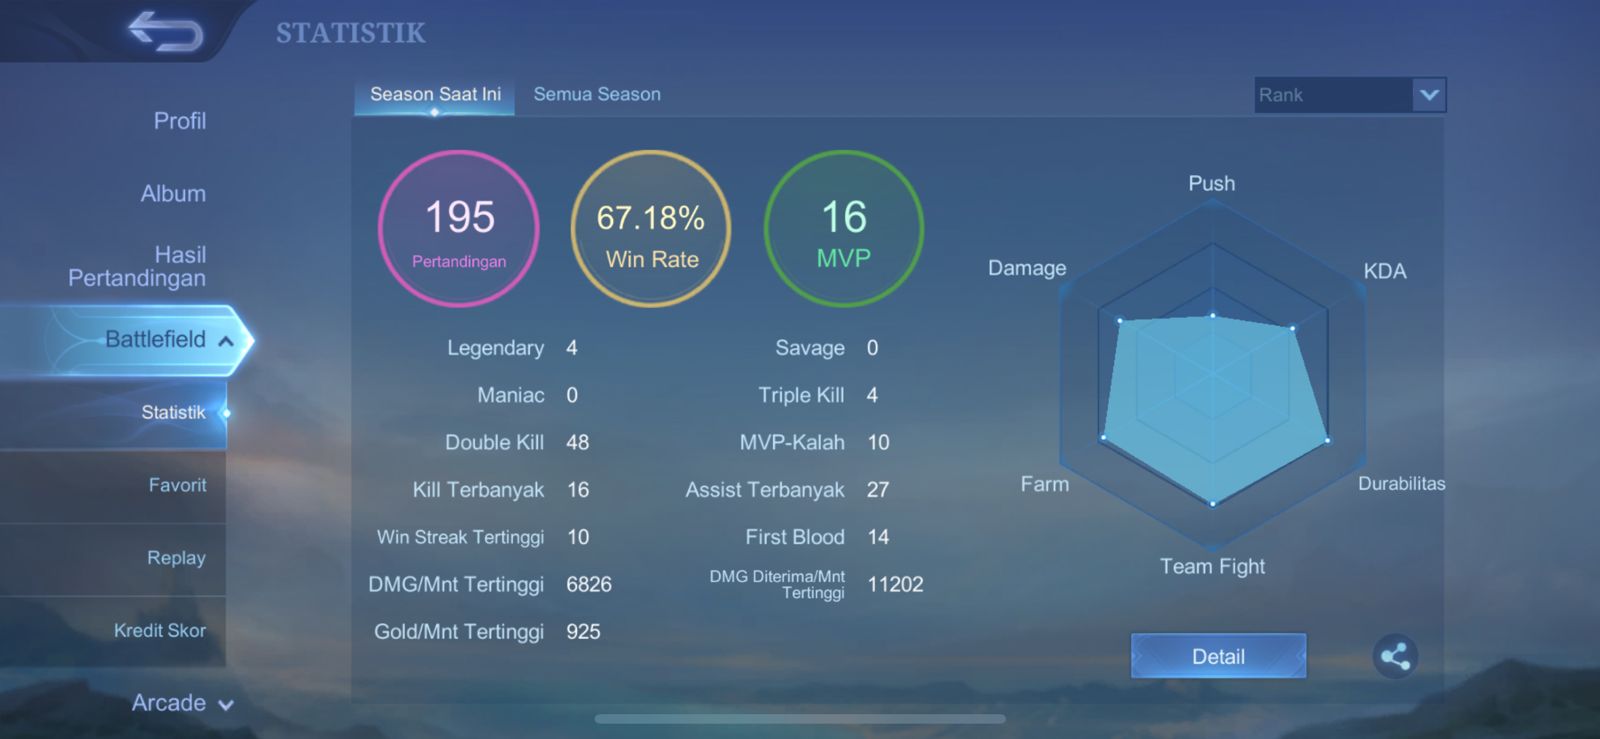 STATISTIK
Profil
Album
Hasil
Pertandingan
Battlefield
Statistik
Favorit
Replay
Kredit Skor
Arcade
Season Saat Ini
Semua Season
Rank
195
Pertandingan
67.18%
Win Rate
16
MVP
Legendary 4
Savage 0
Maniac 0
Triple Kill 4
Double Kill 48
MVP-Kalah 10
Kill Terbanyak 16
Assist Terbanyak 27
Win Streak Tertinggi 10
First Blood 14
DMG/Mnt Tertinggi 6826
DMG Diterima/Mnt
Tertinggi 11202
Gold/Mnt Tertinggi 925
Push
Damage
KDA
Farm
Durabilitas
Team Fight
Detail